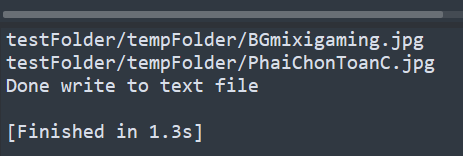 testFolder/tempFolder/BGmixigaming.jpg
testFolder/tempFolder/PhaiChonToanC.jpg
Done write to text file
[Finished in 1.3s]